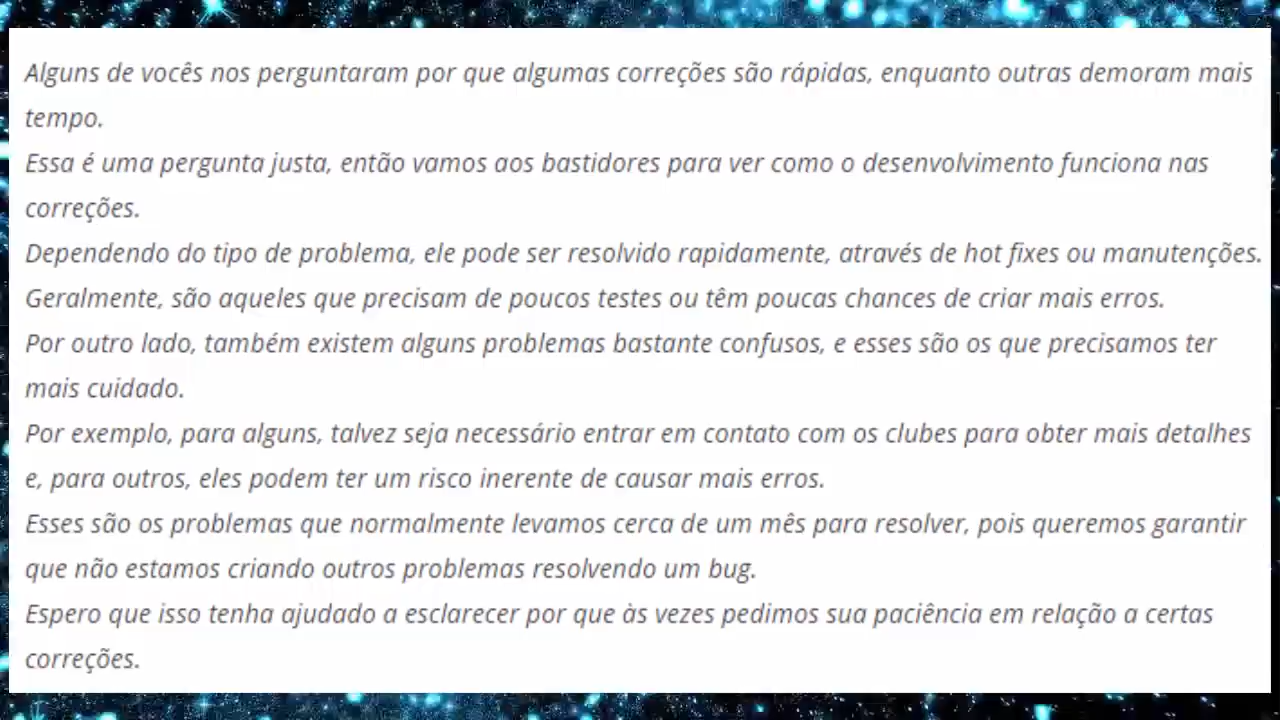 Alguns de vocês nos perguntaram por que algumas correções são rápidas, enquanto outras demoram mais
tempo.
Essa é uma pergunta justa, então vamos aos bastidores para ver como o desenvolvimento funciona nas
correções.
Dependendo do tipo de problema, ele pode ser resolvido rapidamente, através de hot fixes ou manutenções.
Geralmente, são aqueles que precisam de poucos testes ou têm poucas chances de criar mais erros.
Por outro lado, também existem alguns problemas bastante confusos, e esses são os que precisamos ter
mais cuidado.
Por exemplo, para alguns, talvez seja necessário entrar em contato com os clubes para obter mais detalhes
e, para outros, eles podem ter um risco inerente de causar mais erros.
Esses são os problemas que normalmente levamos cerca de um mês para resolver, pois queremos garantir
que não estamos criando outros problemas resolvendo um bug.
Espero que isso tenha ajudado a esclarecer por que às vezes pedimos sua paciência em relação a certas
correções.